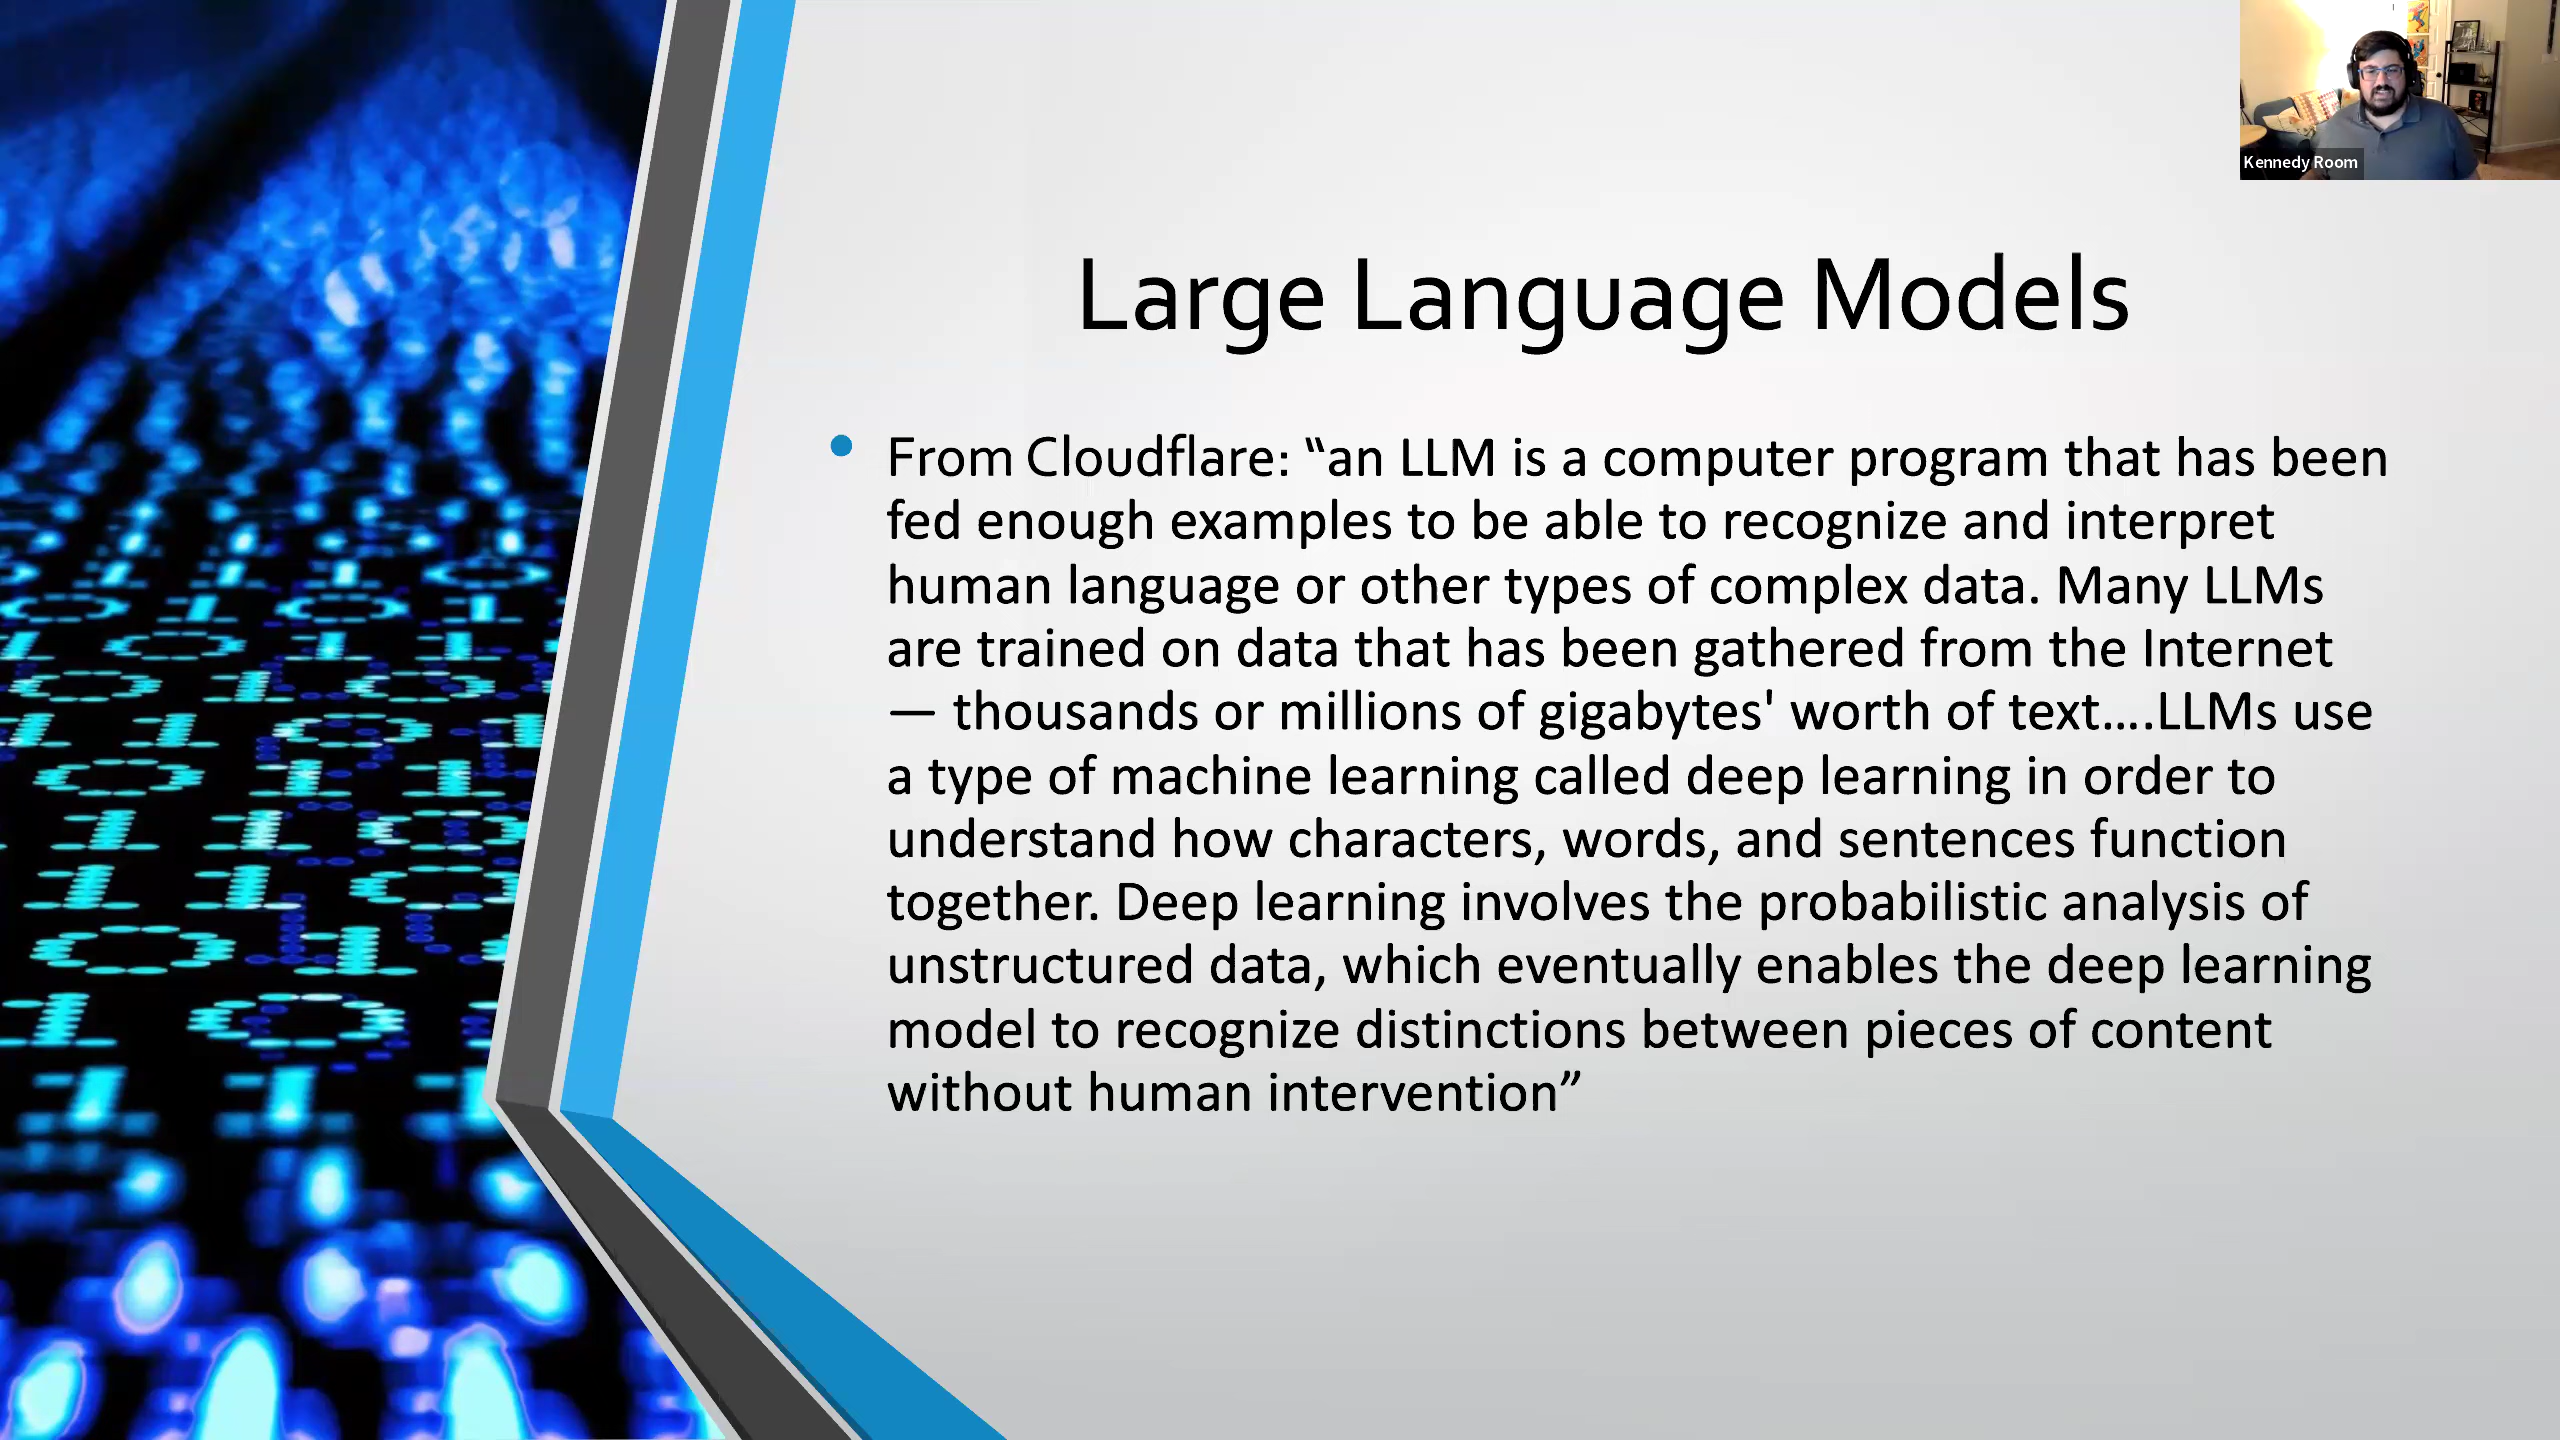 Kennedy Room
Large Language Models
• From Cloudflare: “an LLM is a computer program that has been
fed enough examples to be able to recognize and interpret
human language or other types of complex data. Many LLMs
are trained on data that has been gathered from the Internet
— thousands or millions of gigabytes' worth of text….LLMs use
a type of machine learning called deep learning in order to
understand how characters, words, and sentences function
together. Deep learning involves the probabilistic analysis of
unstructured data, which eventually enables the deep learning
model to recognize distinctions between pieces of content
without human intervention”